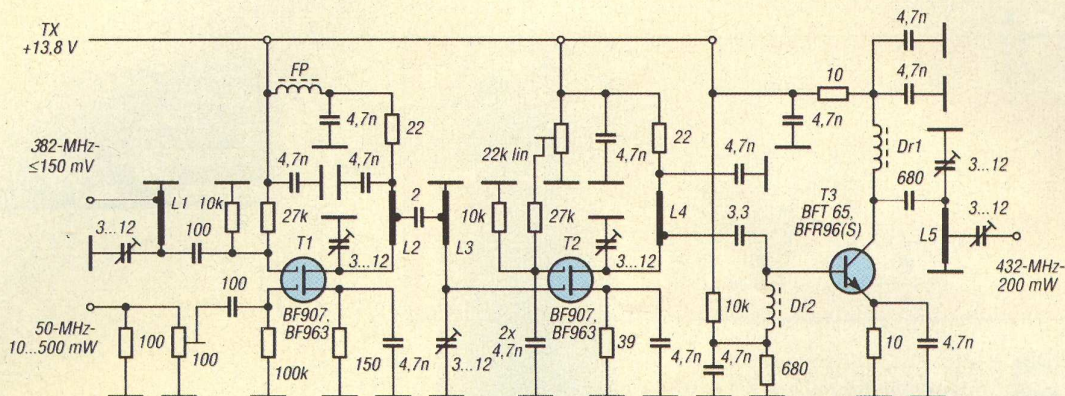 TX
+13,8 V
FP
4,7n
22
4,7n
4,7n
382-MHz-
≤150 mV
L1
10k
3...12
100
27k
T1
3...12
2
L2
L3
50-MHz-
10...500 mW
100
100
100
BF907,
BF963
100k
150
4,7n
3...12
22k lin
4,7n
22
10k
27k
T2
3...12
L4
4,7n
3,3
BF907,
BF963
2x
4,7n
39
4,7n
10k
4,7n
Dr2
680
4,7n
10
4,7n
4,7n
Dr1
680
3...12
T3
BFT 65,
BFR96(S)
L5
3...12
432-MHz-
200 mW
10
4,7n